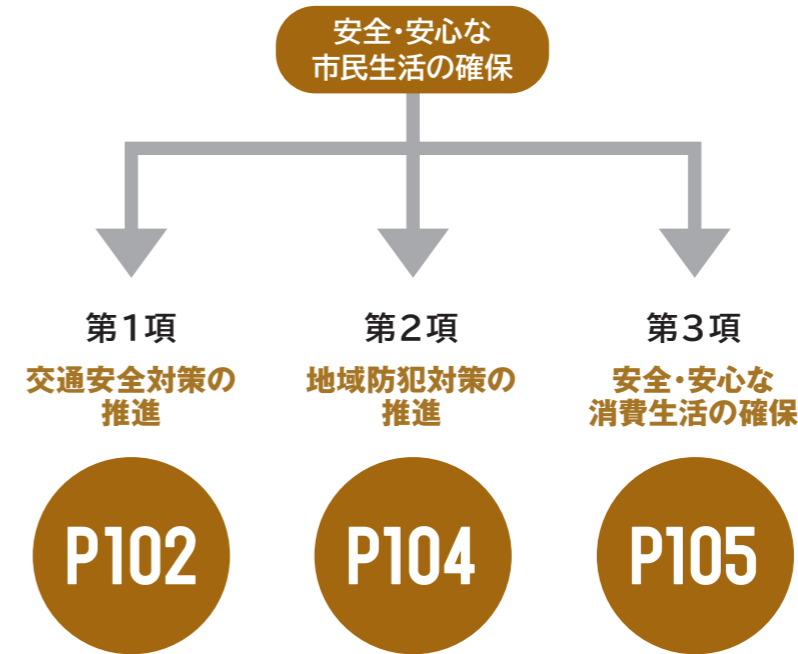 安全・安心な
市民生活の確保
第1項
交通安全対策の
推進
P102
第2項
地域防犯対策の
推進
P104
第3項
安全・安心な
消費生活の確保
P105